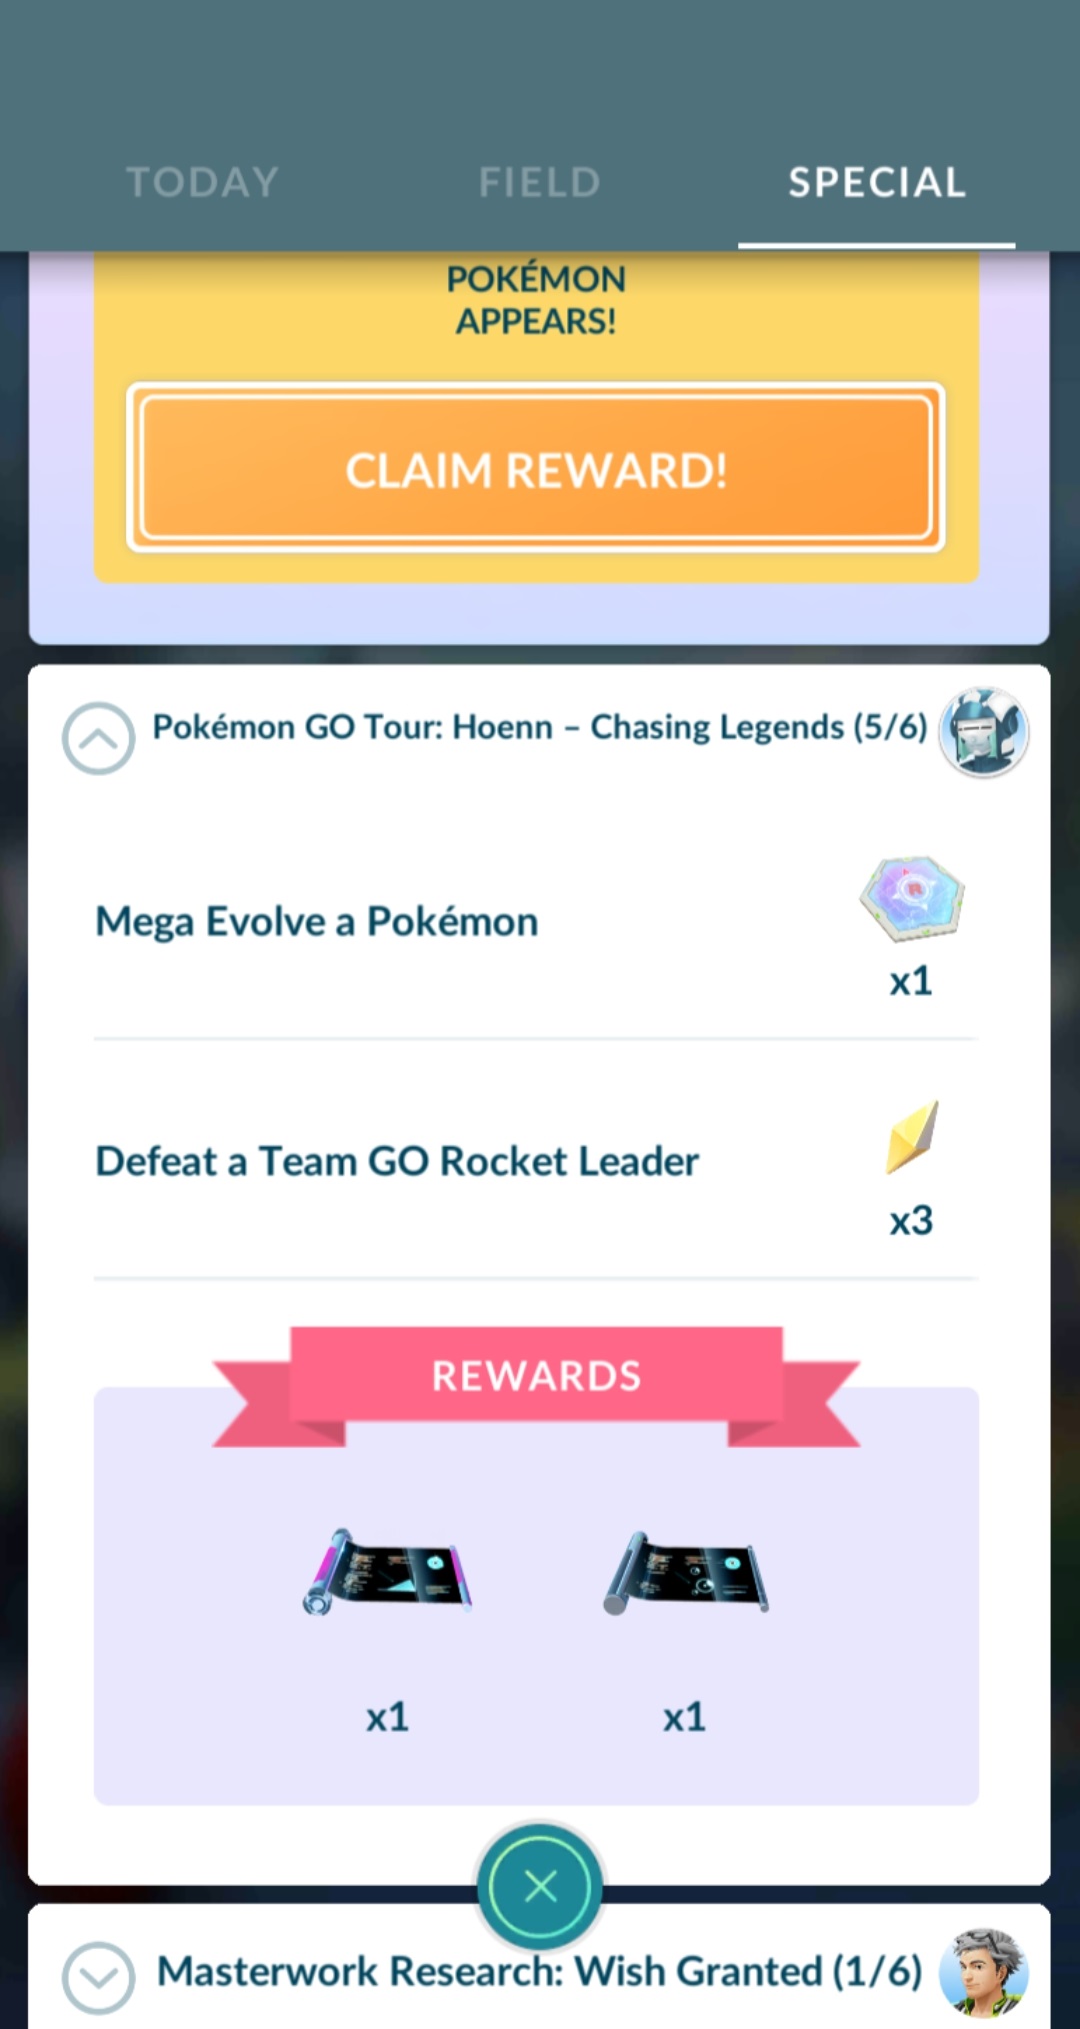 TODAY FIELD SPECIAL
POKÉMON
APPEARS!
CLAIM REWARD!
Pokémon GO Tour: Hoenn – Chasing Legends (5/6)
Mega Evolve a Pokémon
x1
Defeat a Team GO Rocket Leader
x3
REWARDS
x1 x1
Masterwork Research: Wish Granted (1/6)